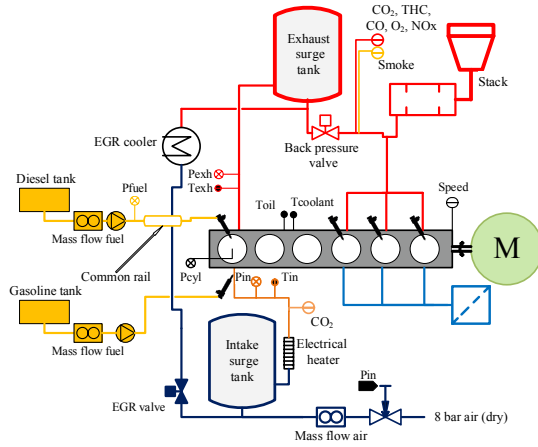 CO₂, THC,
CO, O₂, NOx
Smoke
Exhaust
surge
tank
Stack
EGR cooler
Back pressure
valve
Pexh
Texh
Diesel tank
Pfuel
Mass flow fuel
Common rail
Toil
Tcoolant
Speed
M
Pcyl
Pin
Tin
Gasoline tank
Mass flow fuel
CO₂
Intake
surge
tank
Electrical
heater
EGR valve
Pin
Mass flow air
8 bar air (dry)